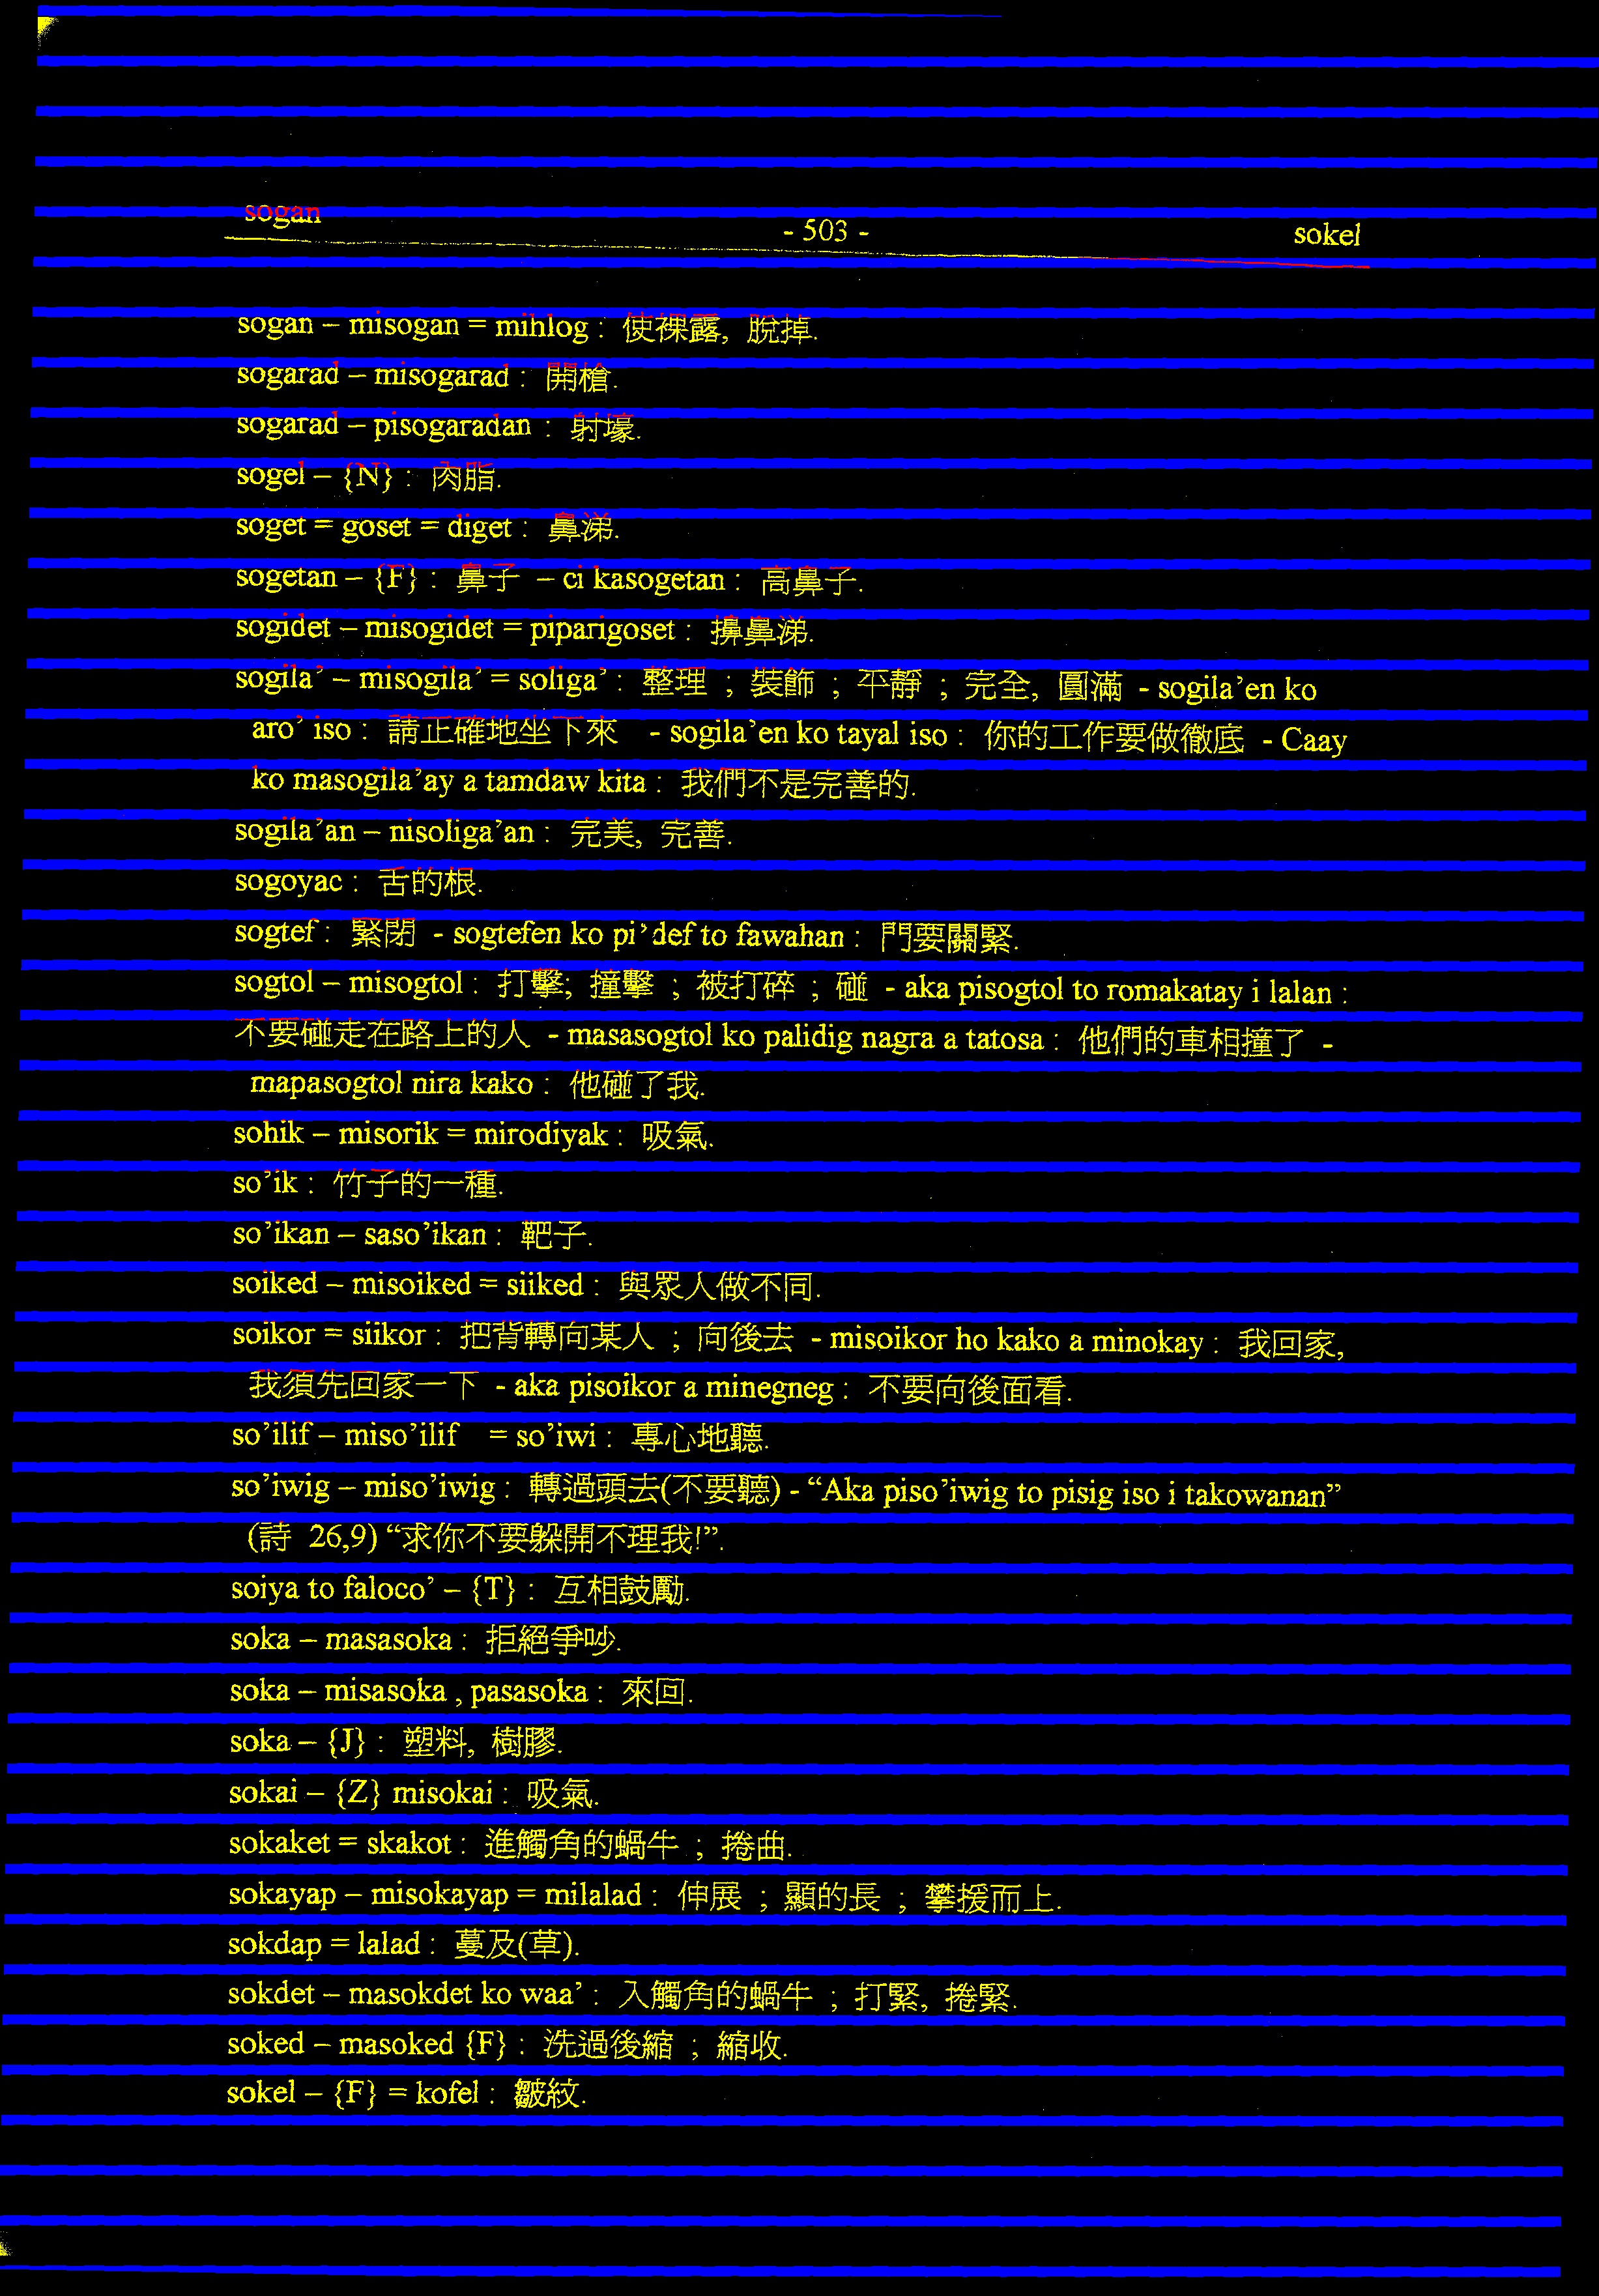 sogan - 503 - sokel
sogan – misogan = mihlog : 使裸露, 脫掉.
sogarad – misogarad : 開槍.
sogarad – pisogaradan : 射壕.
sogel – {N} : 肉脂.
soget = goset = diget : 鼻涕.
sogetan – {F} : 鼻子 – ci kasogetan : 高鼻子.
sogidet – misogidet = piparigoset : 擤鼻涕.
sogila’ – misogila’ = soliga’ : 整理 ; 裝飾 ; 平靜 ; 完全, 圓滿 - sogila’en ko
aro’ iso : 請正確地坐下來 - sogila’en ko tayal iso : 你的工作要做徹底 - Caay
ko masogila’ay a tamdaw kita : 我們不是完善的.
sogila’an – nisoliga’an : 完美, 完善.
sogoyac : 舌的根.
sogtef : 緊閉 - sogtefen ko pi’def to fawahan : 門要關緊.
sogtol – misogtol : 打擊; 撞擊 ; 被打碎 ; 碰 - aka pisogtol to romakatay i lalan :
不要碰走在路上的人 - masasogtol ko palidig nagra a tatosa : 他們的車相撞了 -
mapasogtol nira kako : 他碰了我.
sohik – misorik = mirodiyak : 吸氣.
so’ik : 竹子的一種.
so’ikan – saso’ikan : 靶子.
soiked – misoiked = siiked : 與眾人做不同.
soikor = siikor : 把背轉向某人 ; 向後去 - misoikor ho kako a minokay : 我回家,
我須先回家一下 - aka pisoikor a minegneg : 不要向後面看.
so’ilif – miso’ilif = so’iwi : 專心地聽.
so’iwig – miso’iwig : 轉過頭去(不要聽) - “Aka piso’iwig to pisig iso i takowanan”
(詩 26,9) “求你不要躲開不理我!”.
soiya to faloco’ – {T} : 互相鼓勵.
soka – masasoka : 拒絕爭吵.
soka – misasoka , pasasoka : 來回.
soka – {J} : 塑料, 樹膠.
sokai – {Z} misokai : 吸氣.
sokaket = skakot : 進觸角的蝸牛 ; 捲曲.
sokayap – misokayap = milalad : 伸展 ; 顯的長 ; 攀援而上.
sokdap = lalad : 蔓及(草).
sokdet – masokdet ko waa’ : 入觸角的蝸牛 ; 打緊, 捲緊.
soked – masoked {F} : 洗過後縮 ; 縮收.
sokel – {F} = kofel : 皺紋.